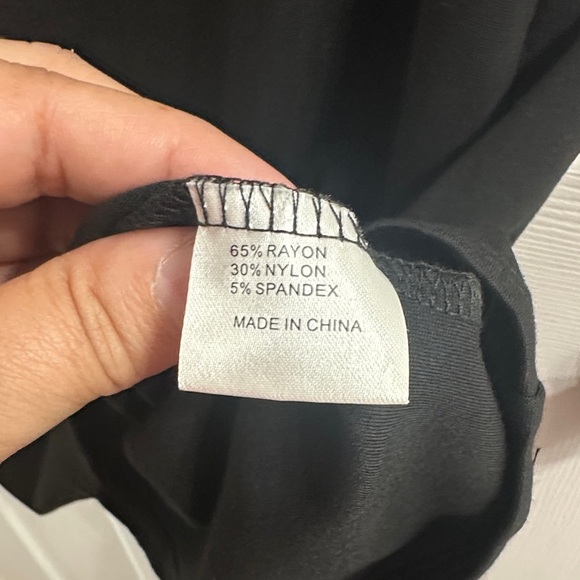 65% RAYON
30% NYLON
5% SPANDEX
MADE IN CHINA